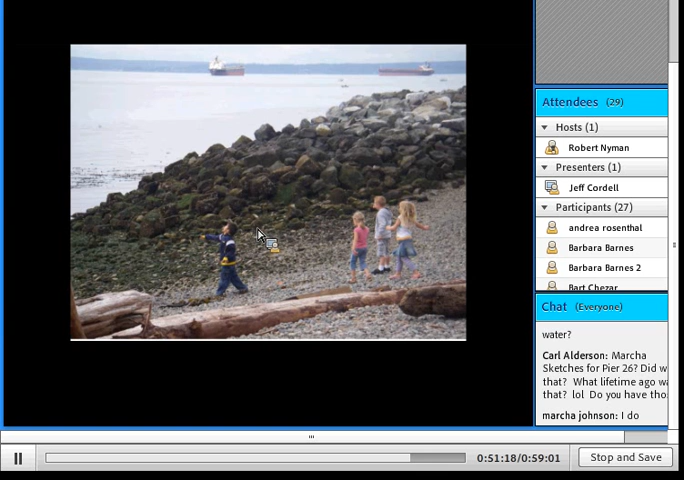 Attendees (29)
Hosts (1)
Robert Nyman
Presenters (1)
Jeff Cordell
Participants (27)
andrea rosenthal
Barbara Barnes
Barbara Barnes 2
Bart Chezar
Chat (Everyone)
water?
Carl Alderson: Marcha
Sketches for Pier 26? Did w
that? What lifetime ago wa
that? lol Do you have tho
marcha johnson: I do
0:51:18/0:59:01
Stop and Save